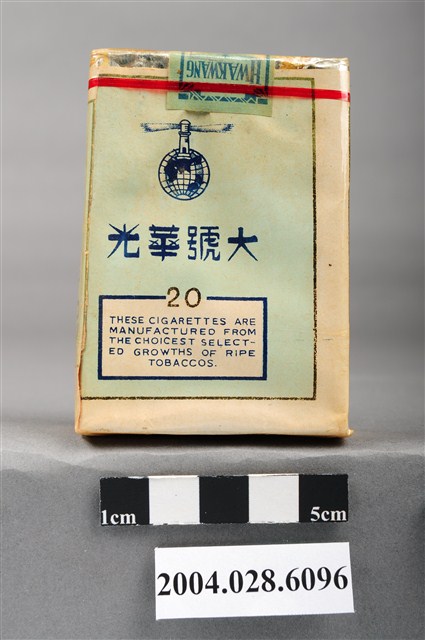 HWAKWANG
光華號大
20
THESE CIGARETTES ARE
MANUFACTURED FROM
THE CHOICEST SELECT-
ED GROWTHS OF RIPE
TOBACCOS.
1cm 5cm
2004.028.6096